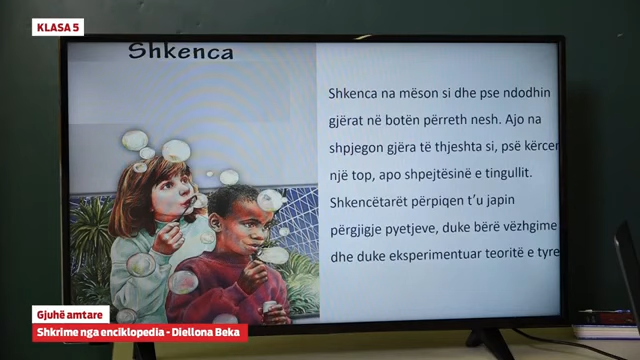 KLASA 5
Shkenca
Shkenca na mëson si dhe pse ndodhin
gjërat në botën përreth nesh. Ajo na
shpjegon gjëra të thjeshta si, psë kërcen
një top, apo shpejtësinë e tingullit.
Shkencëtarët përpiqen t'u japin
përgjigje pyetjeve, duke bërë vëzhgime
dhe duke eksperimentuar teoritë e tyre
Gjuhë amtare
Shkrime nga enciklopedia - Diellona Beka